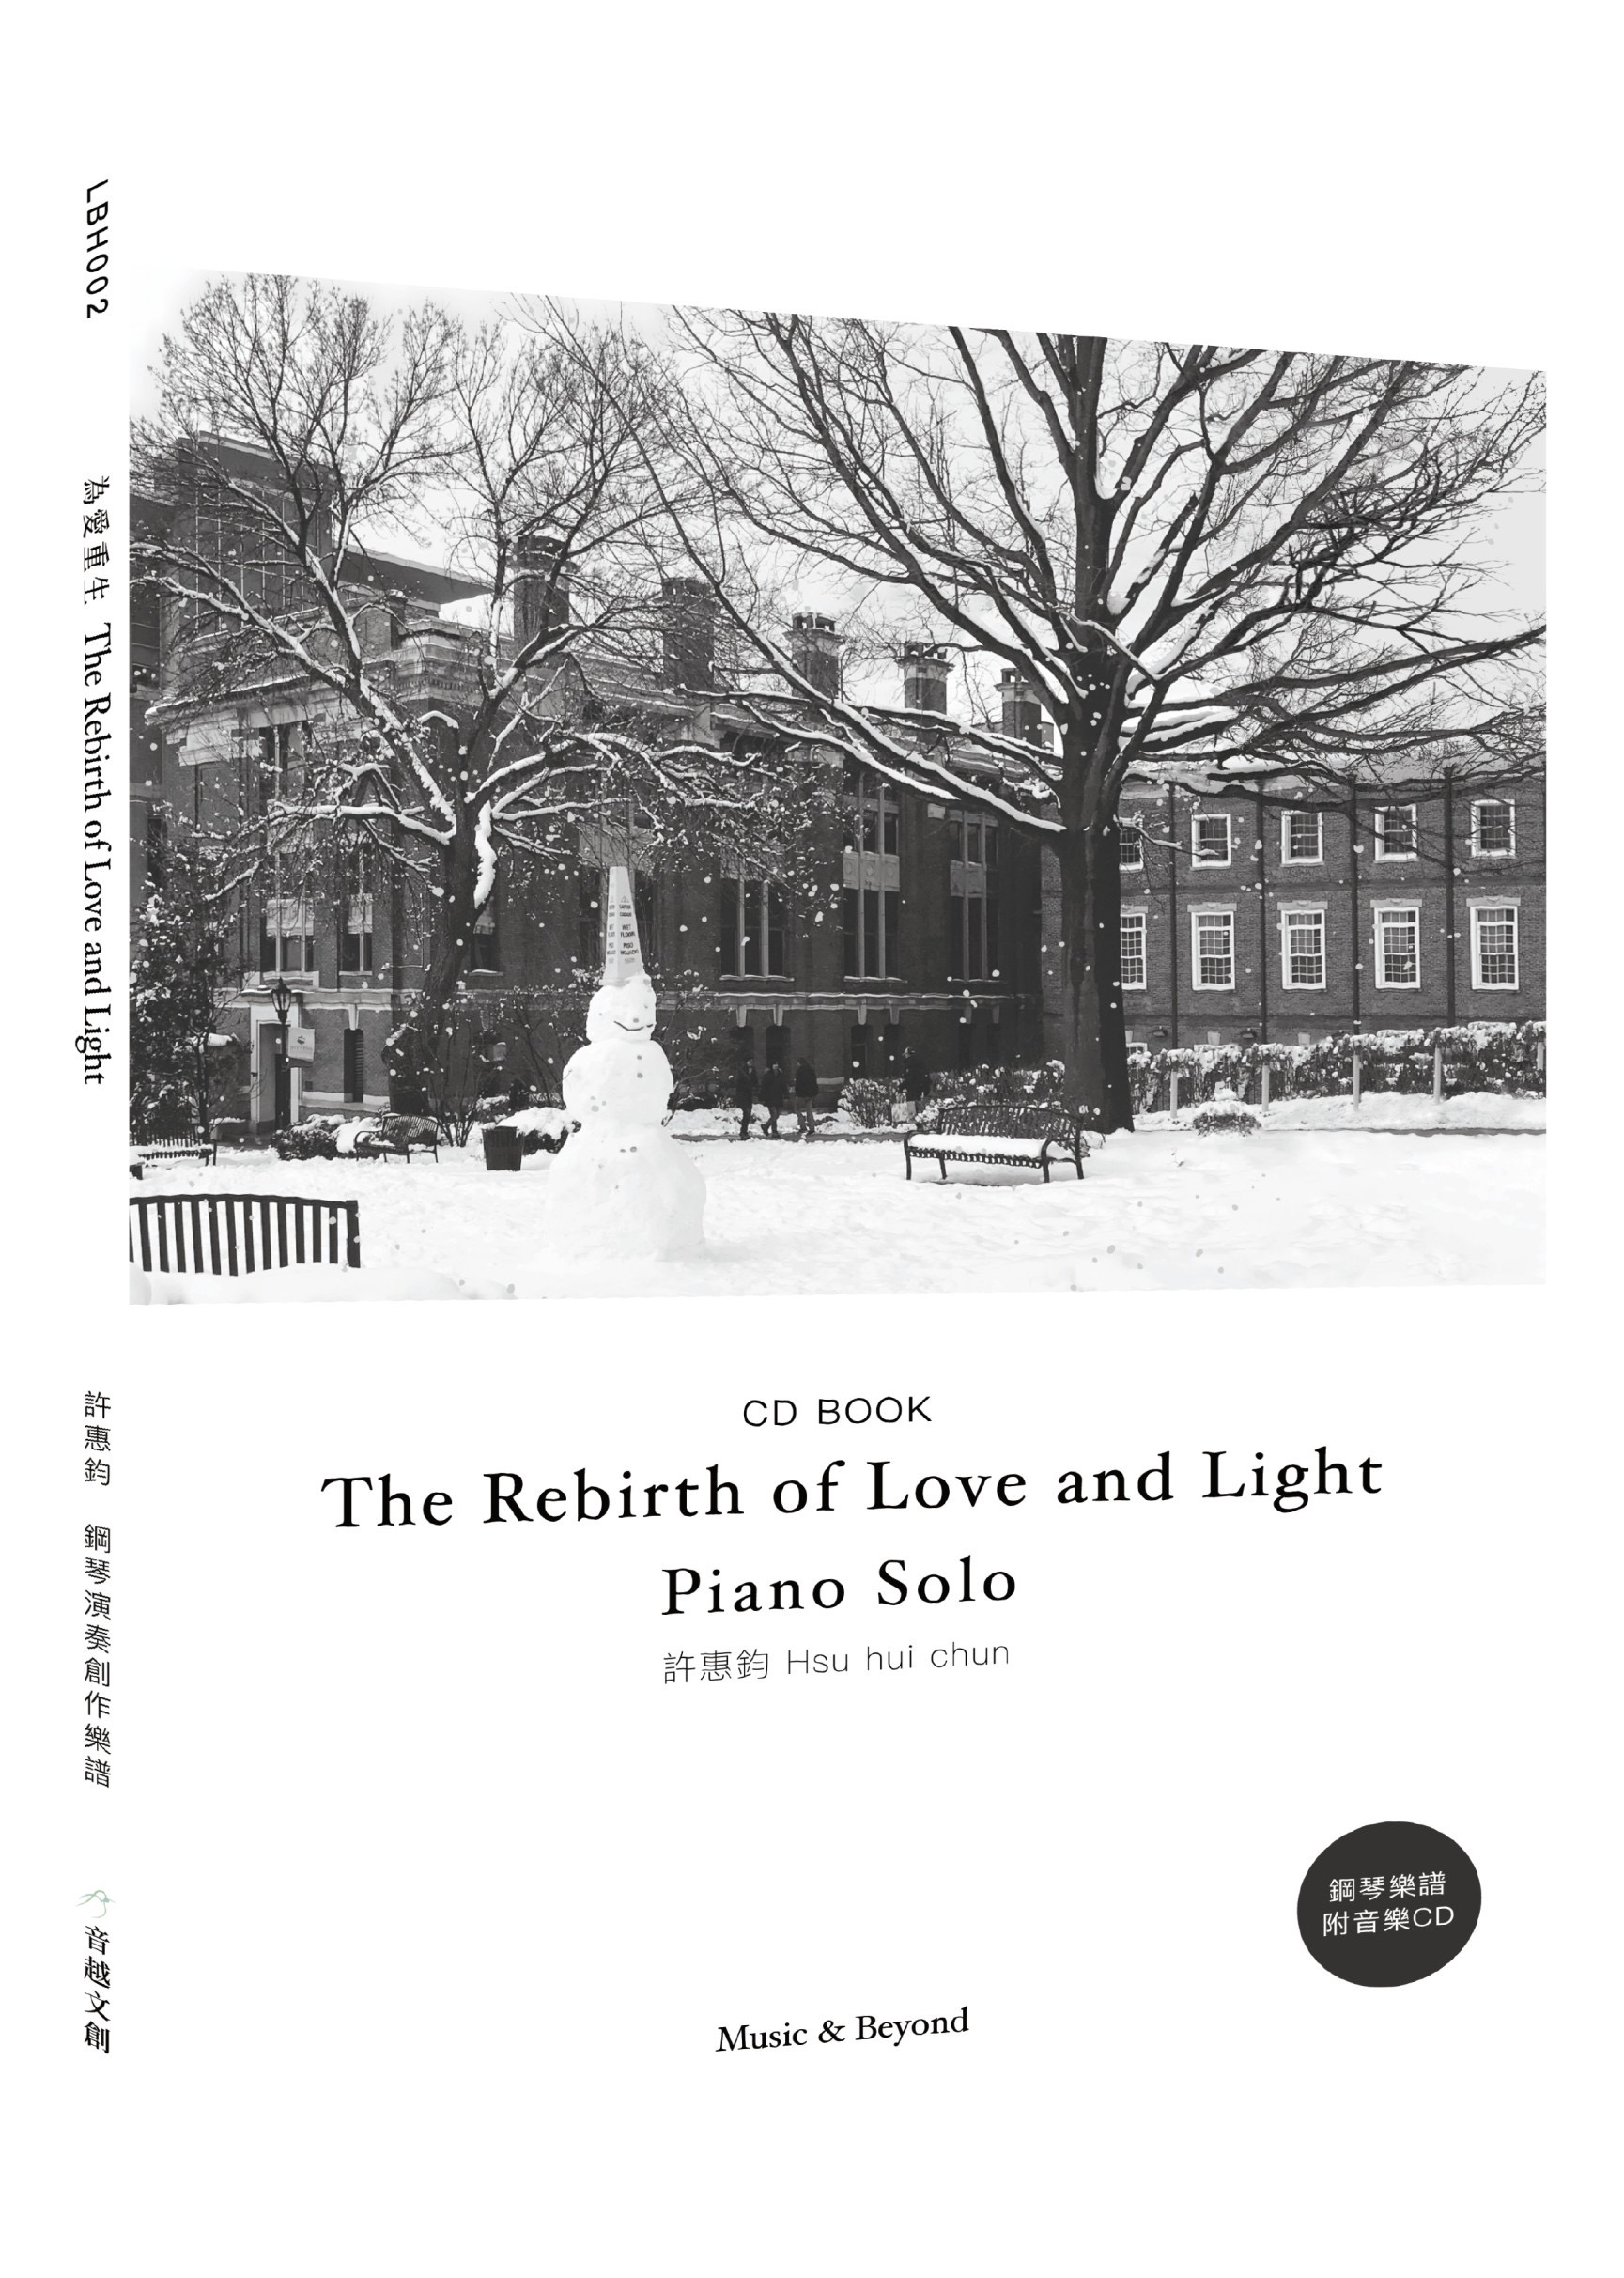 LBH002
為愛重生 The Rebirth of Love and Light
許惠鈞 鋼琴演奏創作樂譜
音越文創
CD BOOK
The Rebirth of Love and Light
Piano Solo
許惠鈞 Hsu hui chun
鋼琴樂譜
附音樂CD
Music & Beyond